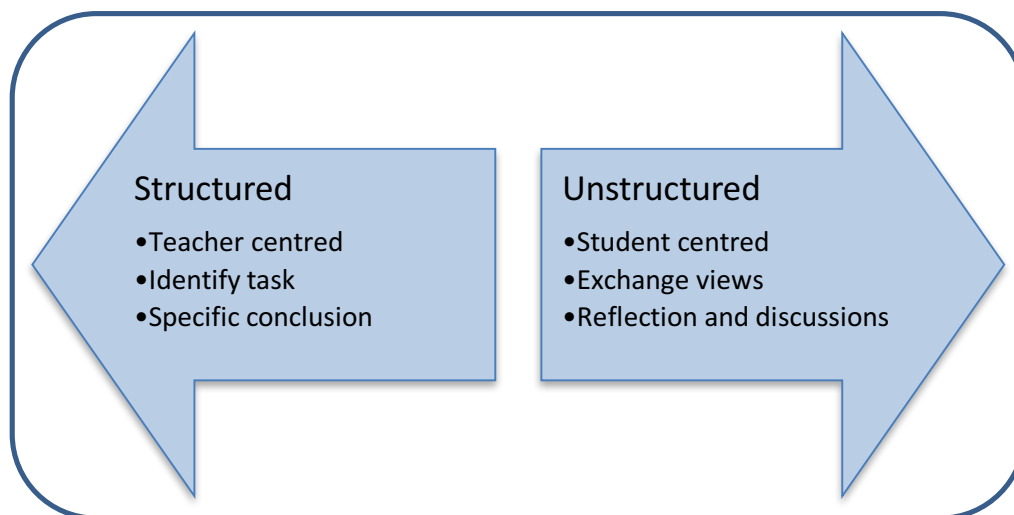 Structured
•Teacher centred
•Identify task
•Specific conclusion
Unstructured
•Student centred
•Exchange views
•Reflection and discussions